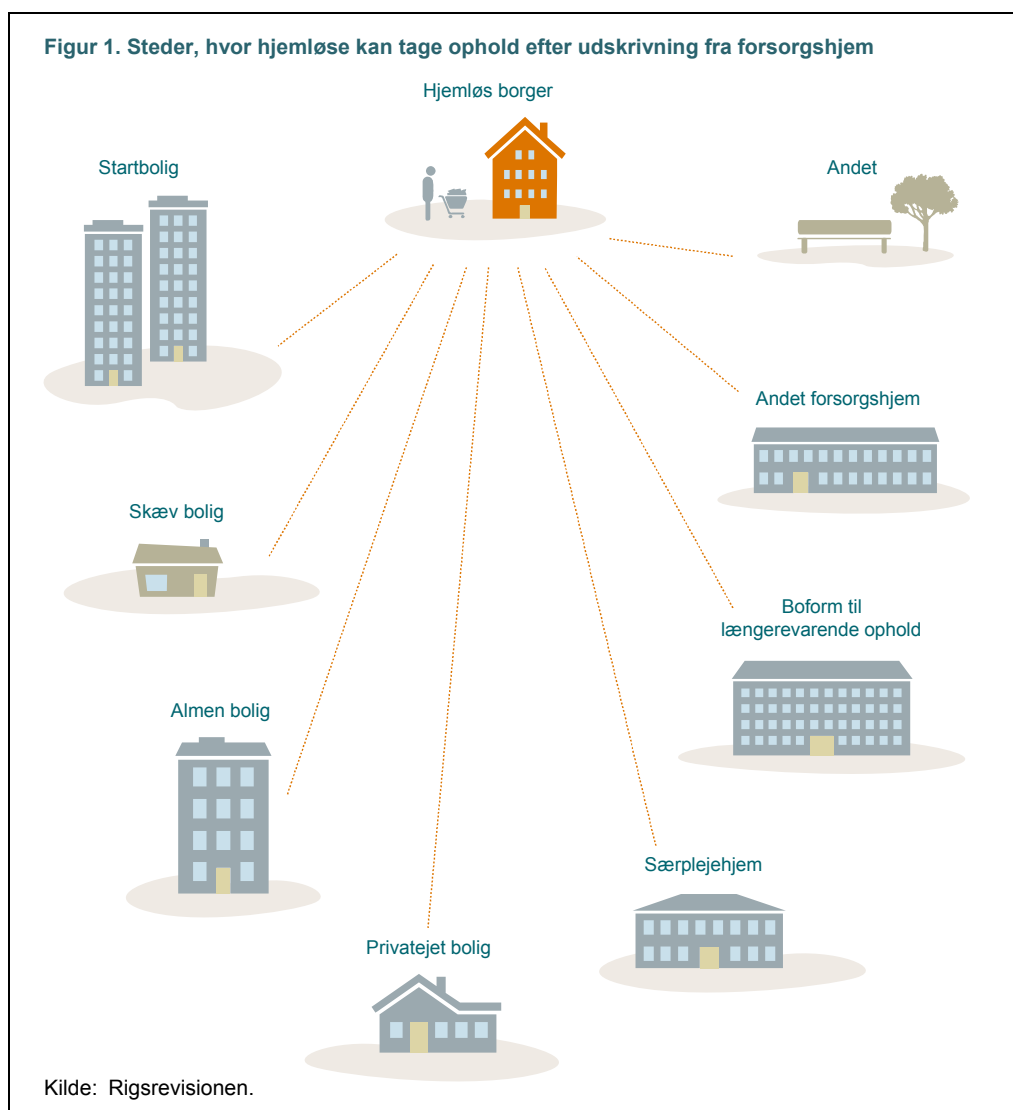 Figur 1. Steder, hvor hjemløse kan tage ophold efter udskrivning fra forsorgshjem
Hjemløs borger
Startbolig
Andet
Andet forsorgshjem
Skæv bolig
Boform til
længerevarende ophold
Almen bolig
Særplejehjem
Privatejet bolig
Kilde: Rigsrevisionen.